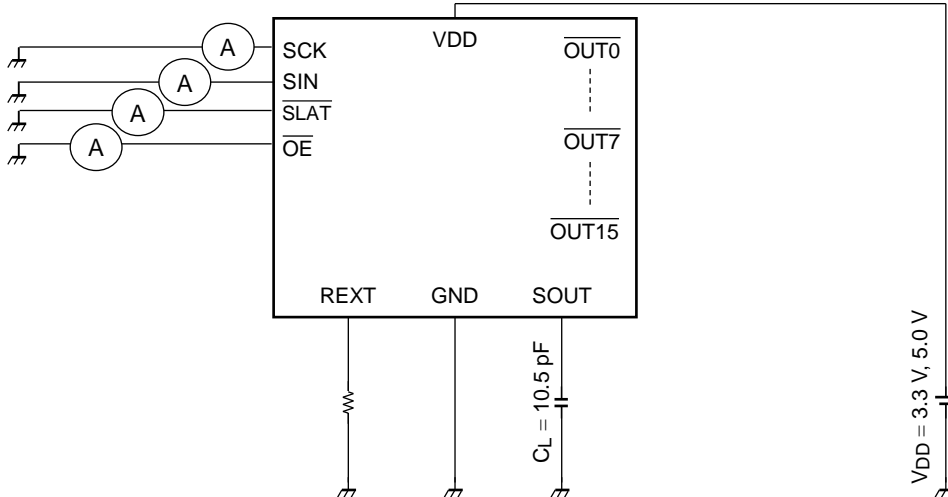 A
SCK
VDD
OUT0
A
SIN
A
SLAT
A
OE
OUT7
OUT15
REXT
GND
SOUT
CL = 10.5 pF
VDD = 3.3 V, 5.0 V